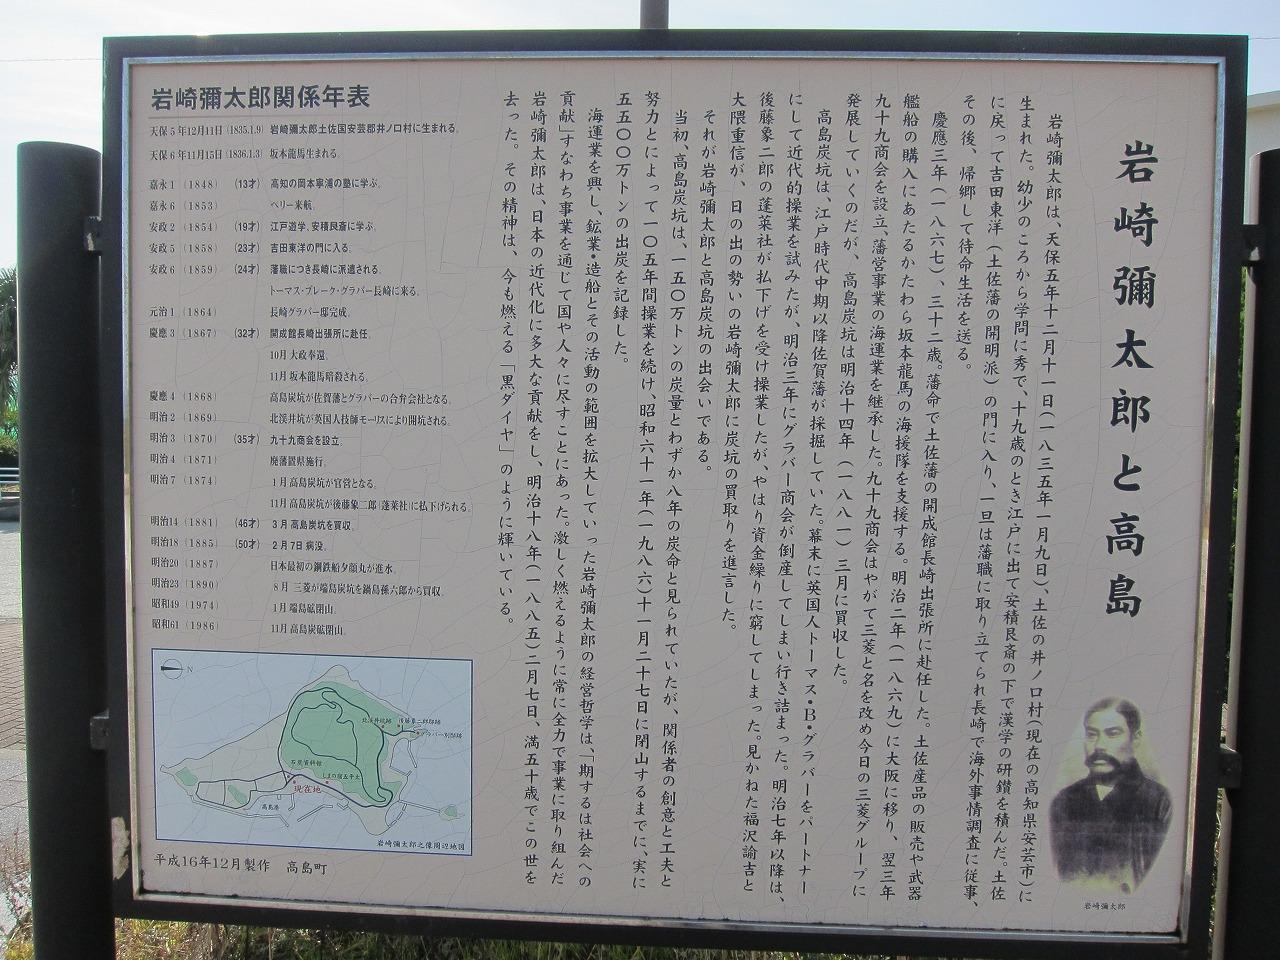 岩崎彌太郎と高島
岩崎彌太郎は、天保五年十二月十一日(一八三五年一月九日)、土佐の井ノ口村(現在の高知県・安芸市)に
生まれた。幼少のころから学問に秀で、十九歳のとき江戸に出て安積艮斎の下で漢学の研鑽を積んだ。土佐
に戻って吉田東洋(土佐藩の開明派)の門に入り、一旦は藩職に取り立てられ長崎で海外事情調査に従事、
その後、帰郷して待命生活を送る。
慶應三年(一八六七)、三十二歳。藩命で土佐藩の開成館長崎出張所に赴任した。土佐産品の販売や武器
艦船の購入にあたるかたわら坂本龍馬の海援隊を支援する。明治二年(一八六九)に大阪に移り、翌三年
九十九商会を設立、藩営事業の海運業を継承した。九十九商会はやがて三菱と名を改め今日の三菱グループに
発展していくのだが、高島炭坑は明治十四年(一八八一)三月に買収した。
高島炭坑は、江戸時代中期以降佐賀藩が採掘していた。幕末に英国人トーマス・B・グラバーをパートナー
にして近代的操業を試みたが、明治三年にグラバー商会が倒産してしまい行き詰まった。明治七年以降は、
後藤象二郎の蓬莱社が払下げを受け操業したが、やはり資金繰りに窮してしまった。見かねた福沢諭吉と
大隈重信が、日の出の勢いの岩崎彌太郎に炭坑の買取りを進言した。
それが岩崎彌太郎と高島炭坑の出会いである。
当初、高島炭坑は、一五〇万トンの炭量とわずか八年の炭命と見られていたが、関係者の創意と工夫と
努力とによって一〇五年間操業を続け、昭和六十一年(一九八六)十一月二十七日に閉山するまでに、実に
五五〇〇万トンの出炭を記録した。
海運業を興し、鉱業・造船とその活動の範囲を拡大していった岩崎彌太郎の経営哲学は、「期するは社会への
貢献」すなわち事業を通じて国や人々に尽すことにあった。激しく燃えるように常に全力で事業に取り組んだ
岩崎彌太郎は、日本の近代化に多大な貢献をし、明治十八年(一八八五)二月七日、満五十歳でこの世を
去った。その精神は、今も燃える「黒ダイヤ」のように輝いている。
岩崎彌太郎
岩崎彌太郎関係年表
天保5年12月11日(1835.1.9) 岩崎彌太郎土佐国安芸郡井ノ口村に生まれる。
天保6年11月15日(1836.1.3) 坂本龍馬生まれる。
嘉永1(1848) (13才) 高知の岡本寧浦の塾に学ぶ。
嘉永6(1853) ペリー来航。
安政2(1854) (19才) 江戸遊学、安積艮斎に学ぶ。
安政5(1858) (23才) 吉田東洋の門に入る。
安政6(1859) (24才) 藩職につき長崎に派遣される。
トーマス・ブレーク・グラバー長崎に来る。
元治1(1864) 長崎グラバー邸完成。
慶應3(1867) (32才) 開成館長崎出張所に赴任。
10月 大政奉還。
11月 坂本龍馬暗殺される。
慶應4(1868) 高島炭坑が佐賀藩とグラバーの合弁会社となる。
明治2(1869) 北渓井坑が英国人技師モーリスにより開坑される。
明治3(1870) (35才) 九十九商会を設立。
明治4(1871) 廃藩置県施行。
明治7(1874) 1月 高島炭坑が官営となる。
11月 高島炭坑が後藤象二郎(蓬莱社)に払下げられる。
明治14(1881) (46才) 3月 高島炭坑を買収。
明治18(1885) (50才) 2月7日 病没。
明治20(1887) 日本最初の鋼鉄船夕顔丸が進水。
明治23(1890) 8月 三菱が端島炭坑を鍋島孫六郎から買収。
昭和49(1974) 1月 端島砿閉山。
昭和61(1986) 11月 高島炭砿閉山。
N
北渓井坑跡
後藤象二郎邸跡
グラバー別邸跡
石炭資料館
しまの宿五平太
現在地
高島港
岩崎彌太郎之像周辺地図
平成16年12月製作 高島町